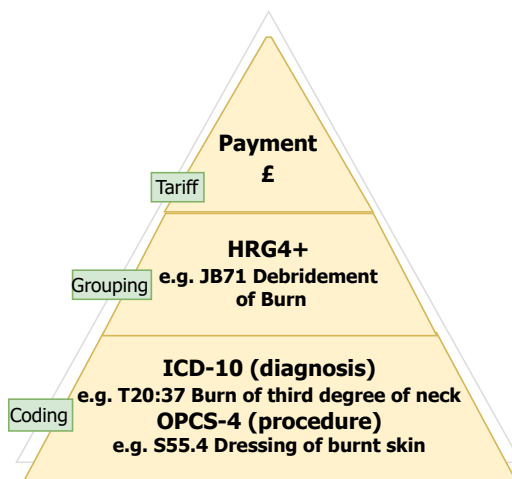 Payment
£
Tariff
HRG4+
e.g. JB71 Debridement
of Burn
Grouping
ICD-10 (diagnosis)
e.g. T20:37 Burn of third degree of neck
OPCS-4 (procedure)
e.g. S55.4 Dressing of burnt skin
Coding